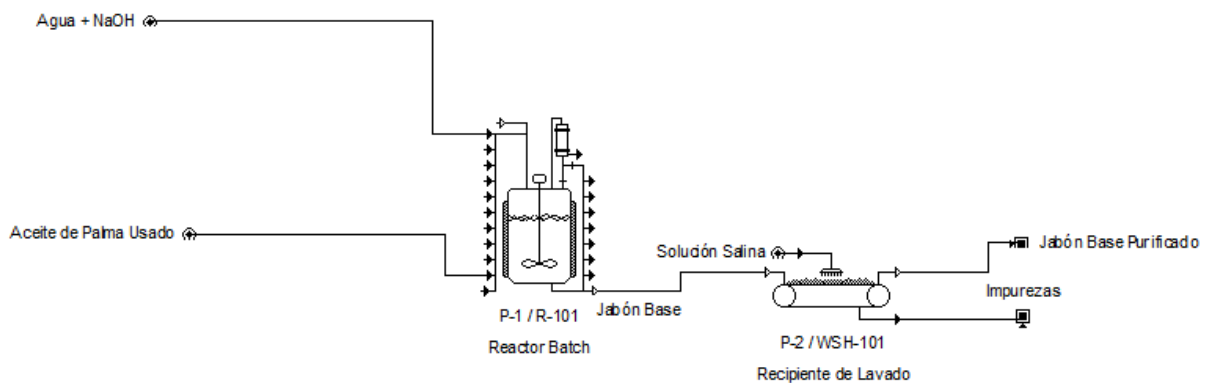 Agua + NaOH
Aceite de Palma Usado
P-1 / R-101
Reactor Batch
Jabón Base
Solución Salina
P-2 / WSH-101
Recipiente de Lavado
Jabón Base Purificado
Impurezas